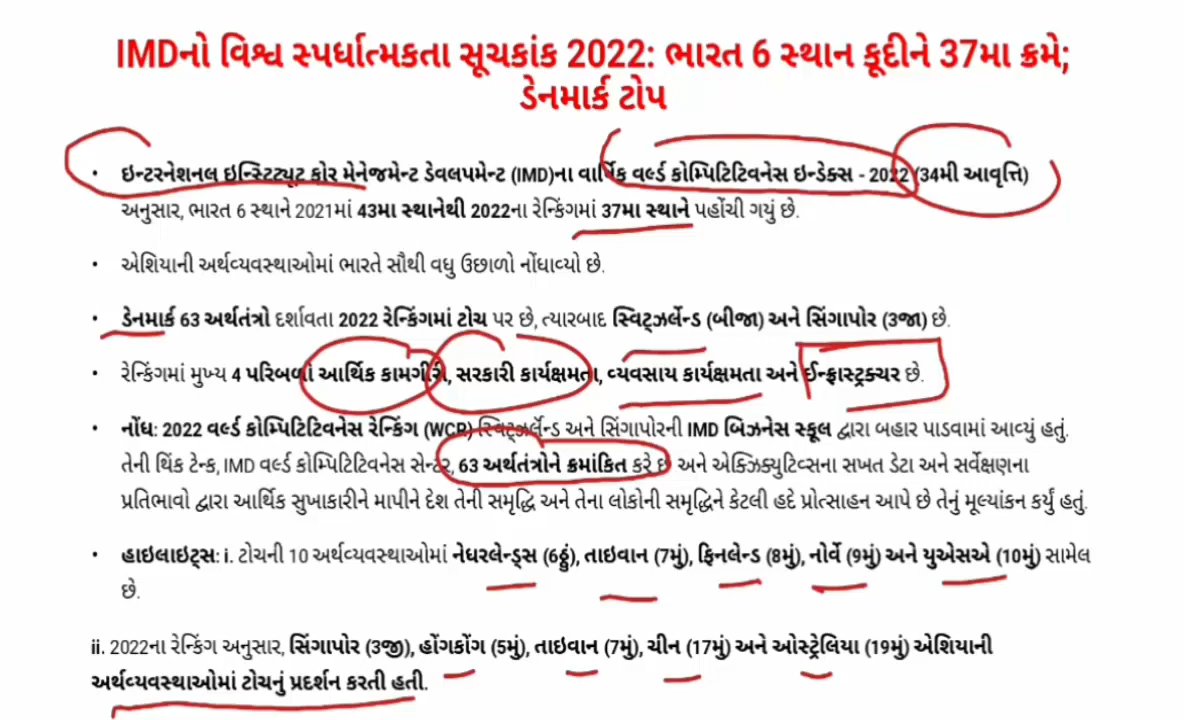 IMDનો વિશ્વ સ્પર્ધાત્મકતા સૂચકાંક 2022: ભારત 6 સ્થાન કૂદીને 37મા ક્રમે;
ડેનમાર્ક ટોપ
• ઇન્ટરનેશનલ ઇન્સ્ટિટ્યૂટ ફોર મેનેજમેન્ટ ડેવલપમેન્ટ (IMD)ના વાર્ષિક વર્લ્ડ કોમ્પિટિટિવનેસ ઇન્ડેક્સ - 2022 (34મી આવૃત્તિ)
અનુસાર, ભારત 6 સ્થાને 2021માં 43મા સ્થાનેથી 2022ના રેન્કિંગમાં 37મા સ્થાને પહોંચી ગયું છે.
• એશિયાની અર્થવ્યવસ્થાઓમાં ભારતે સૌથી વધુ ઉછાળો નોંધાવ્યો છે.
• ડેનમાર્ક 63 અર્થતંત્રો દર્શાવતા 2022 રેન્કિંગમાં ટોચ પર છે, ત્યારબાદ સ્વિટ્ઝર્લેન્ડ (બીજા) અને સિંગાપોર (3જા) છે.
• રેન્કિંગમાં મુખ્ય 4 પરિબળો આર્થિક કામગીરી, સરકારી કાર્યક્ષમતા, વ્યવસાય કાર્યક્ષમતા અને ઈન્ફ્રાસ્ટ્રક્ચર છે.
• નોંધ: 2022 વર્લ્ડ કોમ્પિટિટિવનેસ રેન્કિંગ (WCR) સ્વિટ્ઝર્લેન્ડ અને સિંગાપોરની IMD બિઝનેસ સ્કૂલ દ્વારા બહાર પાડવામાં આવ્યું હતું.
તેની થિંક ટેન્ક, IMD વર્લ્ડ કોમ્પિટિટિવનેસ સેન્ટર, 63 અર્થતંત્રોને ક્રમાંકિત કરે છે અને એક્ઝિક્યુટિવ્સના સખત ડેટા અને સર્વેક્ષણના
પ્રતિભાવો દ્વારા આર્થિક સુખાકારીને માપીને દેશ તેની સમૃદ્ધિ અને તેના લોકોની સમૃદ્ધિને કેટલી હદે પ્રોત્સાહન આપે છે તેનું મૂલ્યાંકન કર્યું હતું.
• હાઇલાઇટ્સ: i. ટોચની 10 અર્થવ્યવસ્થાઓમાં નેધરલેન્ડ્સ (6ઠ્ઠું), તાઇવાન (7મું), ફિનલેન્ડ (8મું), નોર્વે (9મું) અને યુએસએ (10મું) સામેલ
છે.
ii. 2022ના રેન્કિંગ અનુસાર, સિંગાપોર (3જી), હોંગકોંગ (5મું), તાઇવાન (7મું), ચીન (17મું) અને ઓસ્ટ્રેલિયા (19મું) એશિયાની
અર્થવ્યવસ્થાઓમાં ટોચનું પ્રદર્શન કરતી હતી.